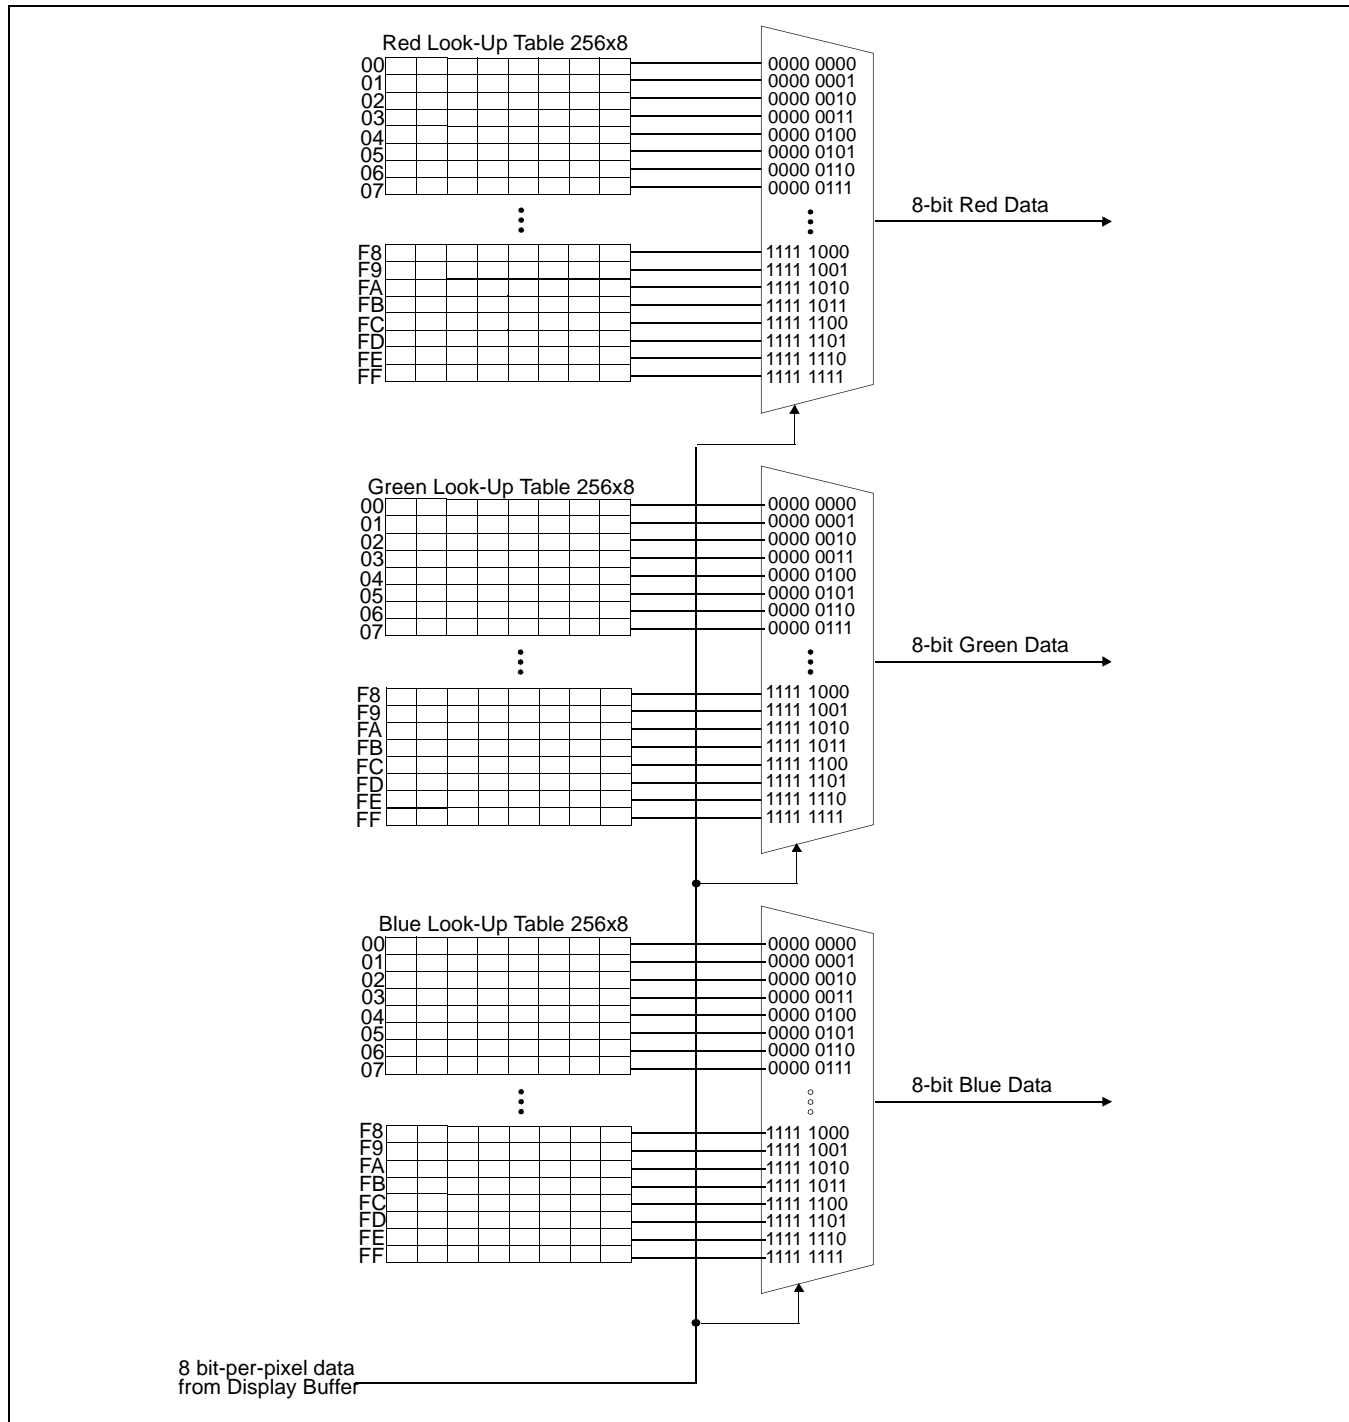 Red Look-Up Table 256x8
00 0000 0000
01 0000 0001
02 0000 0010
03 0000 0011
04 0000 0100
05 0000 0101
06 0000 0110
07 0000 0111
8-bit Red Data
F8 1111 1000
F9 1111 1001
FA 1111 1010
FB 1111 1011
FC 1111 1100
FD 1111 1101
FE 1111 1110
FF 1111 1111
Green Look-Up Table 256x8
00 0000 0000
01 0000 0001
02 0000 0010
03 0000 0011
04 0000 0100
05 0000 0101
06 0000 0110
07 0000 0111
8-bit Green Data
F8 1111 1000
F9 1111 1001
FA 1111 1010
FB 1111 1011
FC 1111 1100
FD 1111 1101
FE 1111 1110
FF 1111 1111
Blue Look-Up Table 256x8
00 0000 0000
01 0000 0001
02 0000 0010
03 0000 0011
04 0000 0100
05 0000 0101
06 0000 0110
07 0000 0111
8-bit Blue Data
F8 1111 1000
F9 1111 1001
FA 1111 1010
FB 1111 1011
FC 1111 1100
FD 1111 1101
FE 1111 1110
FF 1111 1111
8 bit-per-pixel data
from Display Buffer